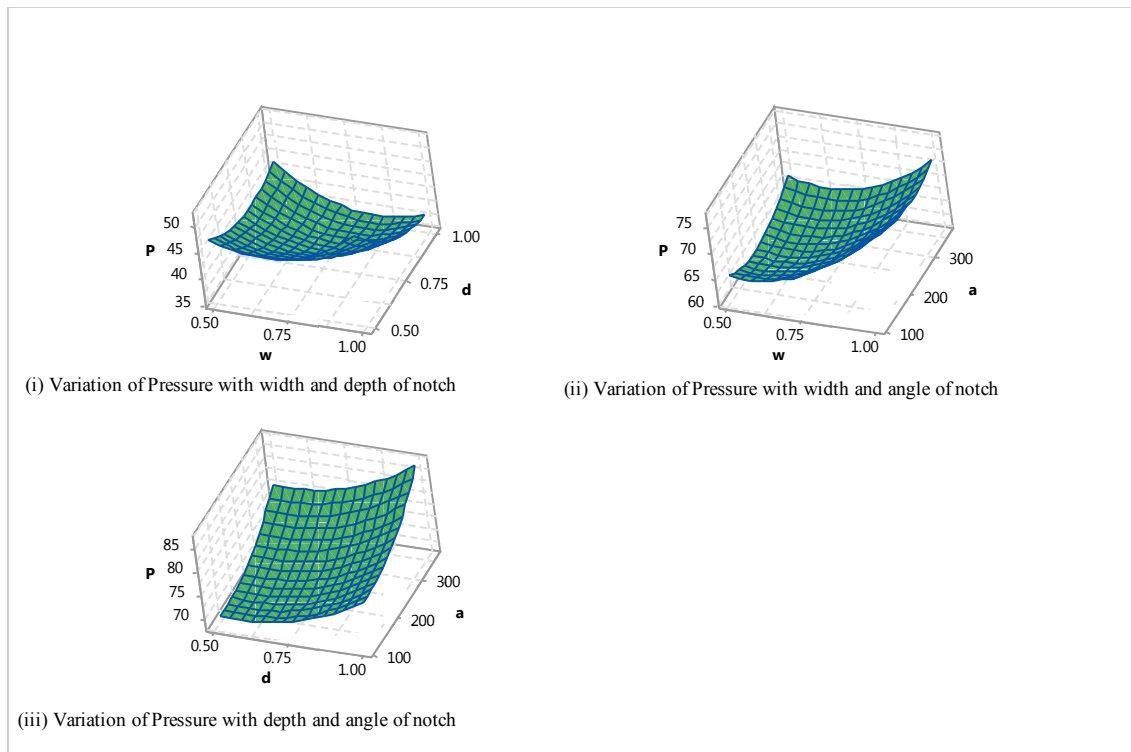 50
P
45
40
35
0.50
0.75
1.00
w
1.00
0.75
d
0.50
(i) Variation of Pressure with width and depth of notch
75
P
70
65
60
0.50
0.75
1.00
w
300
200
a
100
(ii) Variation of Pressure with width and angle of notch
85
P
80
75
70
0.50
0.75
1.00
d
300
200
a
100
(iii) Variation of Pressure with depth and angle of notch